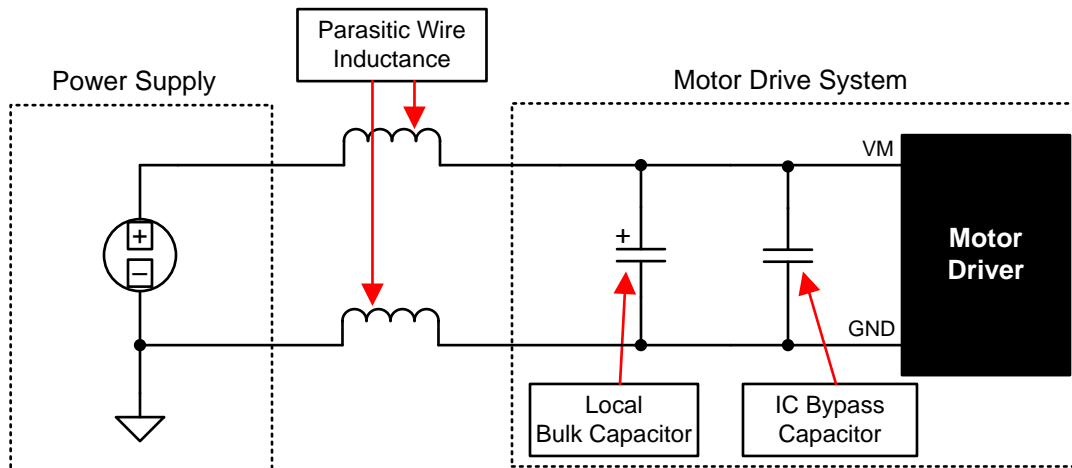 Parasitic Wire
Inductance
Power Supply
Motor Drive System
VM
+
−
+
Motor
Driver
GND
Local
Bulk Capacitor
IC Bypass
Capacitor